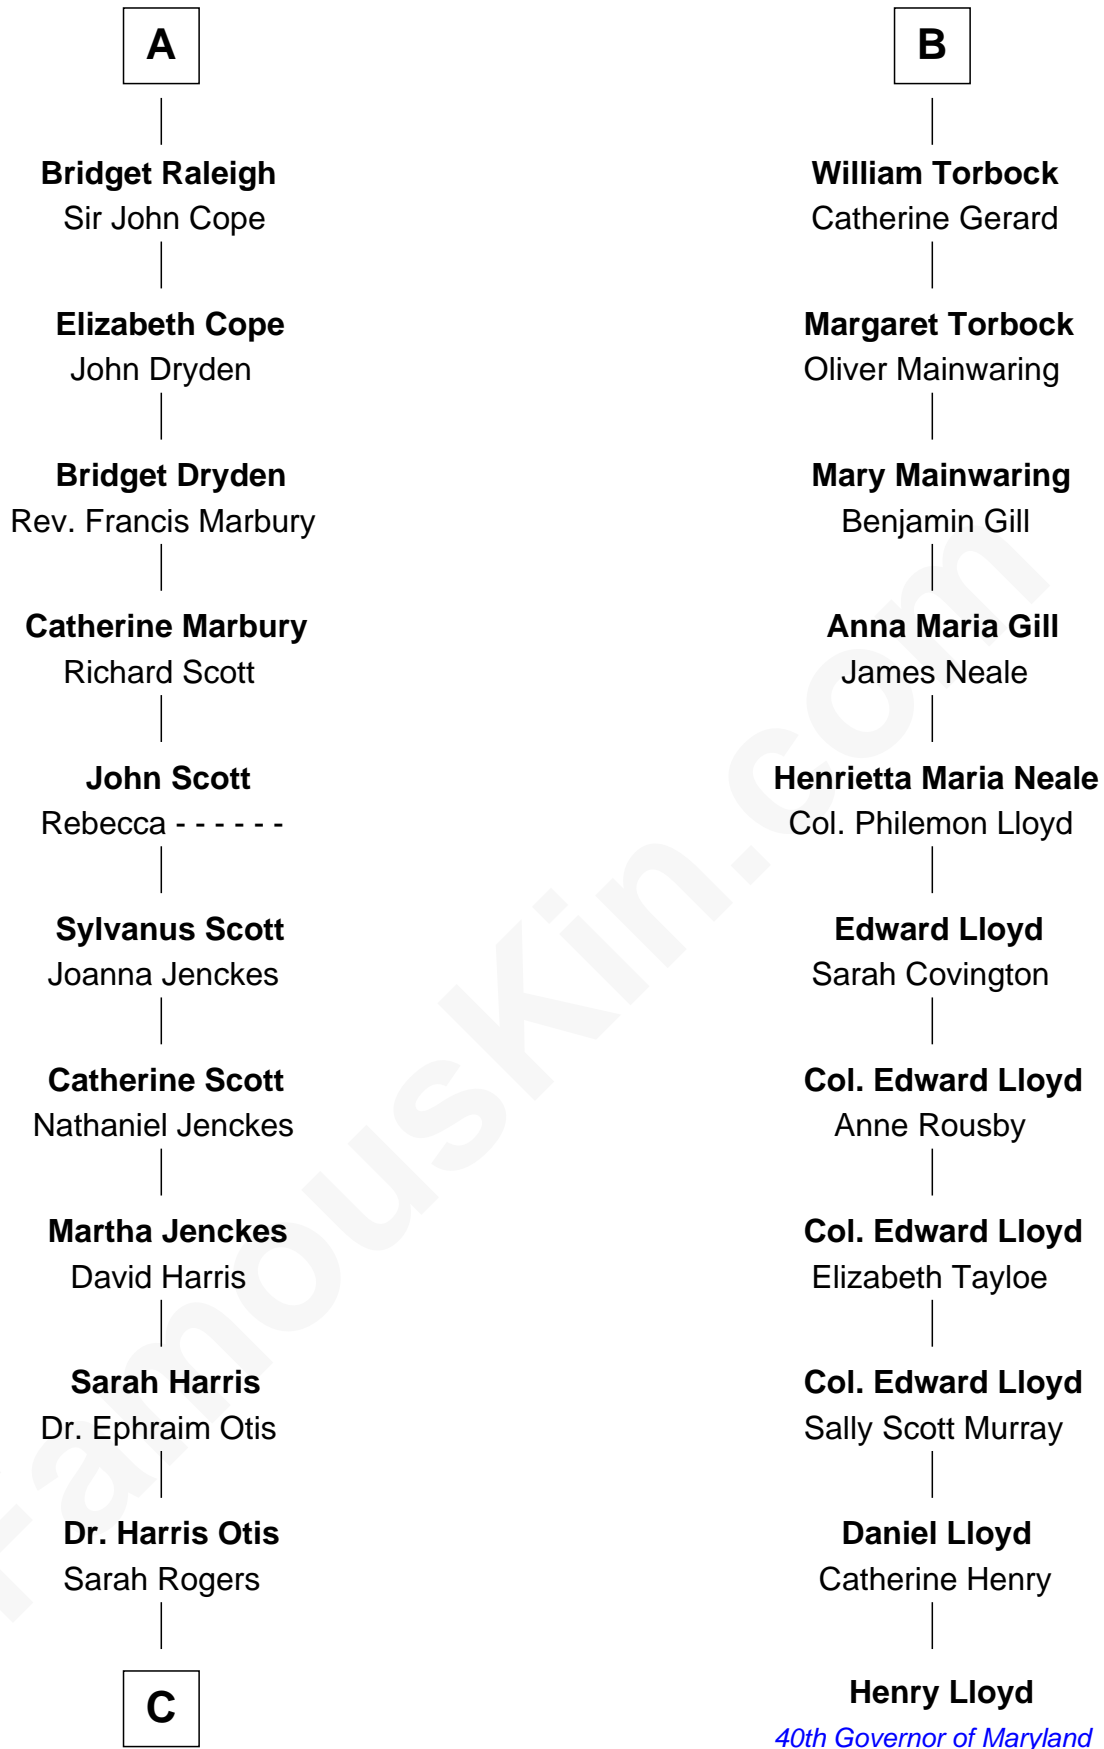 A
Bridget Raleigh
Sir John Cope
Elizabeth Cope
John Dryden
Bridget Dryden
Rev. Francis Marbury
Catherine Marbury
Richard Scott
John Scott
Rebecca - - - - - -
Sylvanus Scott
Joanna Jenckes
Catherine Scott
Nathaniel Jenckes
Martha Jenckes
David Harris
Sarah Harris
Dr. Ephraim Otis
Dr. Harris Otis
Sarah Rogers
C
B
William Torbock
Catherine Gerard
Margaret Torbock
Oliver Mainwaring
Mary Mainwaring
Benjamin Gill
Anna Maria Gill
James Neale
Henrietta Maria Neale
Col. Philemon Lloyd
Edward Lloyd
Sarah Covington
Col. Edward Lloyd
Anne Rousby
Col. Edward Lloyd
Elizabeth Tayloe
Col. Edward Lloyd
Sally Scott Murray
Daniel Lloyd
Catherine Henry
Henry Lloyd
40th Governor of Maryland
FamousKin.com